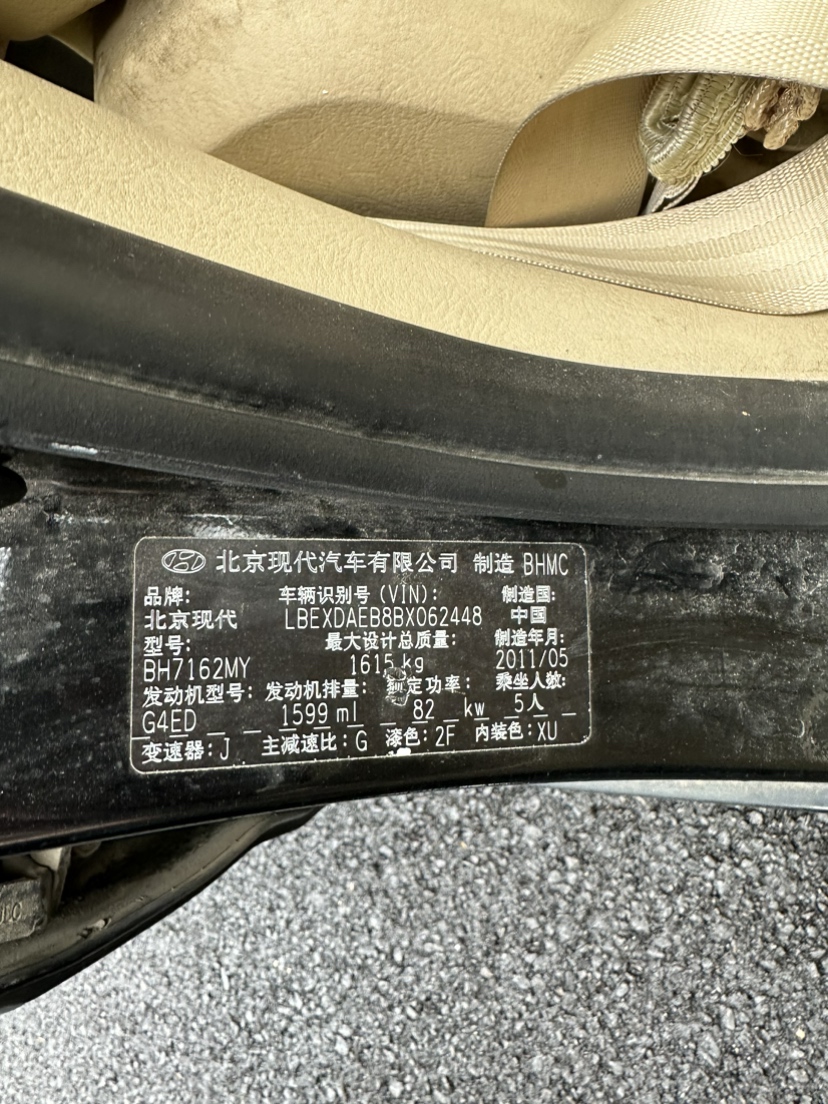 北京现代汽车有限公司 制造 BHMC
品牌: 车辆识别号(VIN): 制造国:
北京现代 LBEXDAEB8BX062448 中国
型号: 最大设计总质量: 制造年月:
BH7162MY 1615 kg 2011/05
发动机型号: 发动机排量: 定功率: 乘坐人数:
G4ED 1599 ml 82 kw 5人
变速器: J 主减速比: G 漆色: 2F 内装色: XU